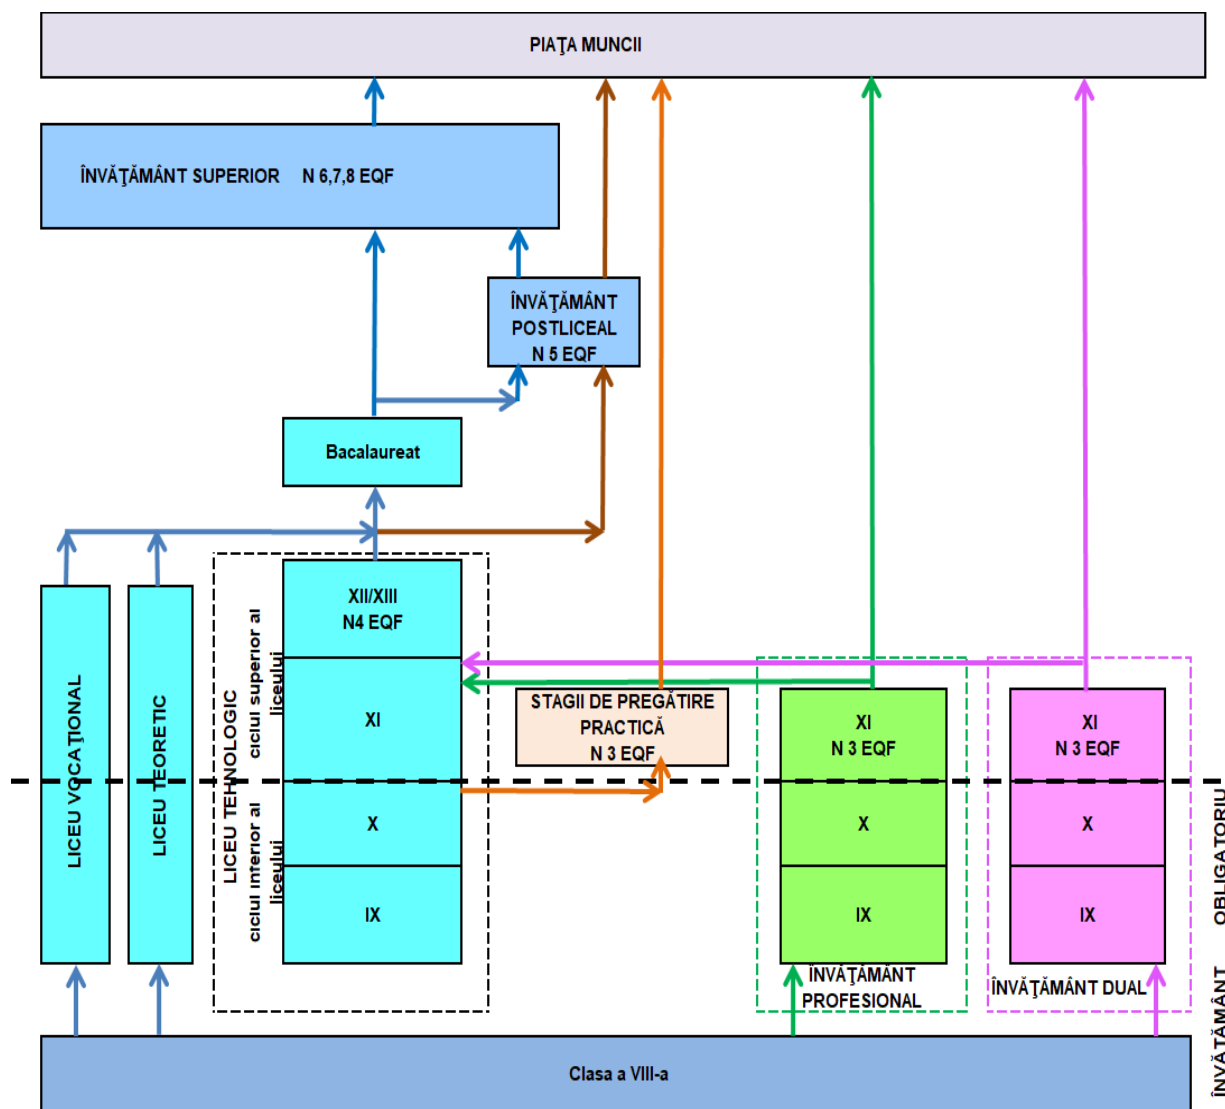 PIAŢA MUNCII
ÎNVĂŢĂMÂNT SUPERIOR N 6,7,8 EQF
ÎNVĂŢĂMÂNT
POSTLICEAL
N 5 EQF
Bacalaureat
LICEU VOCAŢIONAL
LICEU TEORETIC
LICEU TEHNOLOGIC
ciclul superior al
liceului
ciclul inferior al
liceului
XII/XIII
N4 EQF
XI
X
IX
STAGII DE PREGĂTIRE
PRACTICĂ
N 3 EQF
XI
N 3 EQF
X
IX
ÎNVĂŢĂMÂNT
PROFESIONAL
XI
N 3 EQF
X
IX
ÎNVĂŢĂMÂNT DUAL
ÎNVĂŢĂMÂNT OBLIGATORIU
Clasa a VIII-a